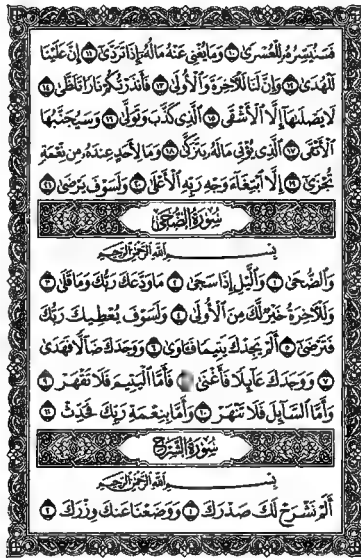 فَسَنُيَسِّرُهُ لِلْعُسْرَىٰ ۝١٠ وَمَا يُغْنِى عَنْهُ مَالُهُۥٓ إِذَا تَرَدَّىٰٓ ۝١١ إِنَّ عَلَيْنَا
لَلْهُدَىٰ ۝١٢ وَإِنَّ لَنَا لَلْءَاخِرَةَ وَٱلْأُولَىٰ ۝١٣ فَأَنذَرْتُكُمْ نَارًا تَلَظَّىٰ ۝١٤
لَا يَصْلَىٰهَآ إِلَّا ٱلْأَشْقَى ۝١٥ ٱلَّذِى كَذَّبَ وَتَوَلَّىٰ ۝١٦ وَسَيُجَنَّبُهَا
ٱلْأَتْقَى ۝١٧ ٱلَّذِى يُؤْتِى مَالَهُۥ يَتَزَكَّىٰ ۝١٨ وَمَا لِأَحَدٍ عِندَهُۥ مِن نِّعْمَةٍ
تُجْزَىٰٓ ۝١٩ إِلَّا ٱبْتِغَآءَ وَجْهِ رَبِّهِ ٱلْأَعْلَىٰ ۝٢٠ وَلَسَوْفَ يَرْضَىٰ ۝٢١
سُورَةُ الضُّحَىٰ
بِسْمِ ٱللَّهِ ٱلرَّحْمَٰنِ ٱلرَّحِيمِ
وَٱلضُّحَىٰ ۝١ وَٱلَّيْلِ إِذَا سَجَىٰ ۝٢ مَا وَدَّعَكَ رَبُّكَ وَمَا قَلَىٰ ۝٣
وَلَلْءَاخِرَةُ خَيْرٌ لَّكَ مِنَ ٱلْأُولَىٰ ۝٤ وَلَسَوْفَ يُعْطِيكَ رَبُّكَ
فَتَرْضَىٰٓ ۝٥ أَلَمْ يَجِدْكَ يَتِيمًا فَـَٔاوَىٰ ۝٦ وَوَجَدَكَ ضَآلًّا فَهَدَىٰ
۝٧ وَوَجَدَكَ عَآئِلًا فَأَغْنَىٰ فَأَمَّا ٱلْيَتِيمَ فَلَا تَقْهَرْ ۝٩
وَأَمَّا ٱلسَّآئِلَ فَلَا تَنْهَرْ ۝١٠ وَأَمَّا بِنِعْمَةِ رَبِّكَ فَحَدِّثْ ۝١١
سُورَةُ الشَّرْحِ
بِسْمِ ٱللَّهِ ٱلرَّحْمَٰنِ ٱلرَّحِيمِ
أَلَمْ نَشْرَحْ لَكَ صَدْرَكَ ۝١ وَوَضَعْنَا عَنكَ وِزْرَكَ ۝٢